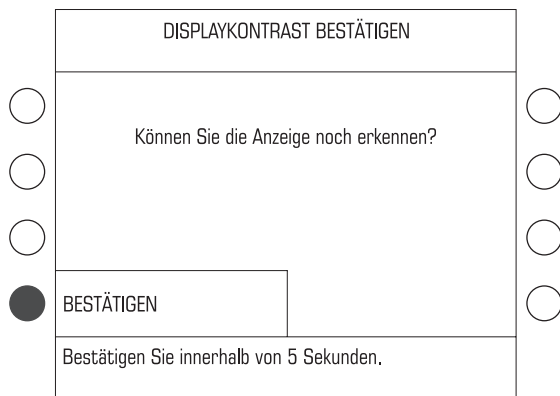 DISPLAYKONTRAST BESTÄTIGEN
Können Sie die Anzeige noch erkennen?
BESTÄTIGEN
Bestätigen Sie innerhalb von 5 Sekunden.